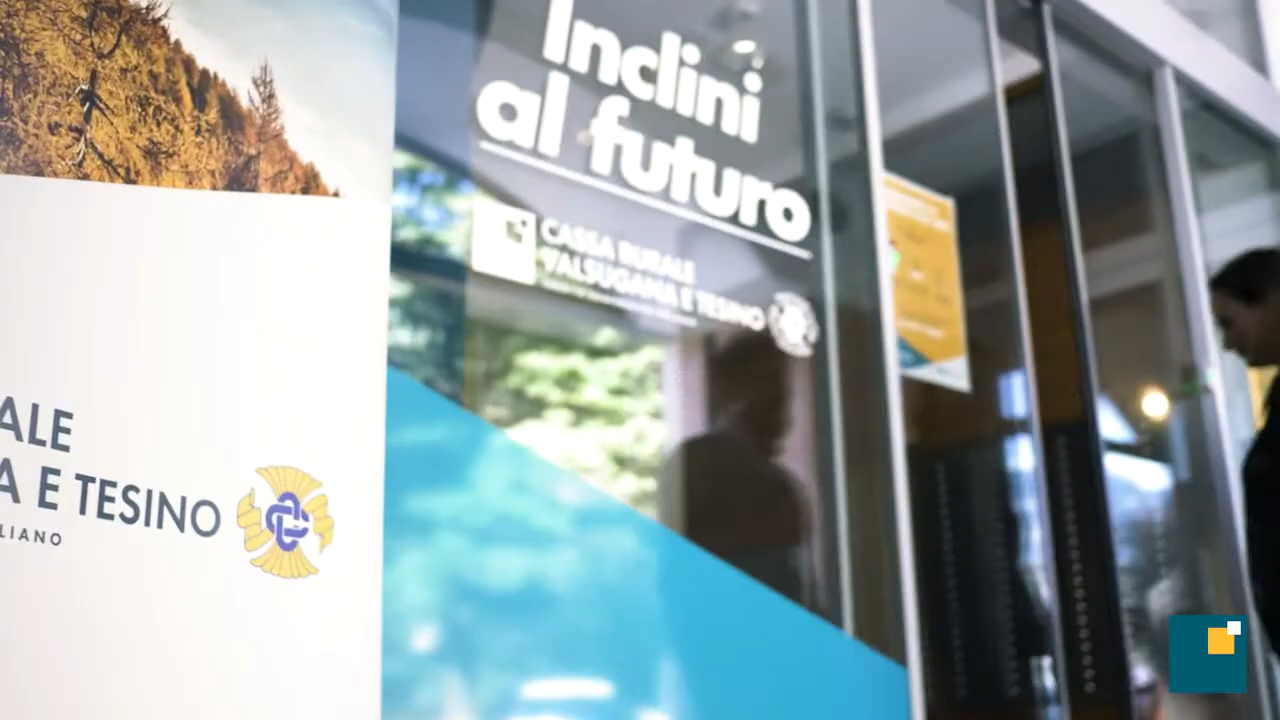 Inclini
al futuro
CASSA RURALE
VALSUGANA E TESINO
ALE
A E TESINO
LIANO